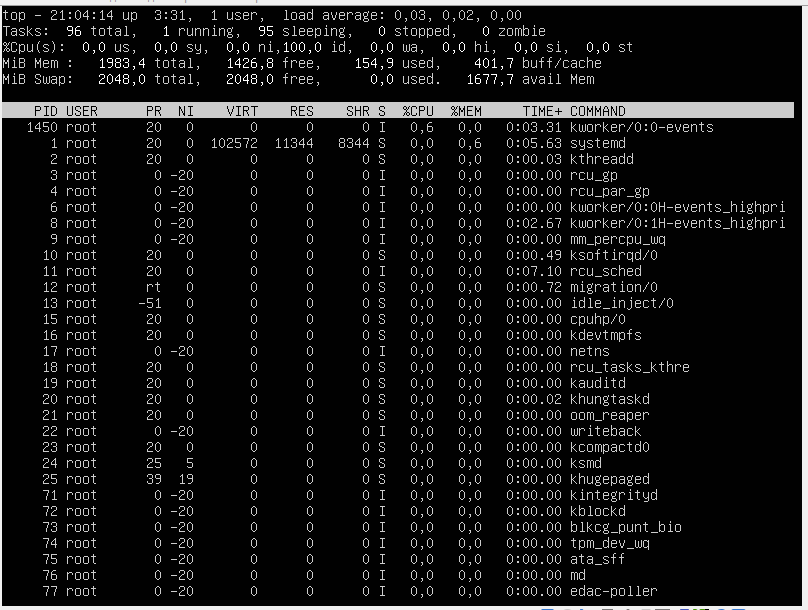 top - 21:04:14 up  3:31,  1 user,  load average: 0,03, 0,02, 0,00
Tasks:  96 total,   1 running,  95 sleeping,   0 stopped,   0 zombie
%Cpu(s):  0,0 us,  0,0 sy,  0,0 ni,100,0 id,  0,0 wa,  0,0 hi,  0,0 si,  0,0 st
MiB Mem :   1983,4 total,   1426,8 free,    154,9 used,    401,7 buff/cache
MiB Swap:   2048,0 total,   2048,0 free,      0,0 used.   1677,7 avail Mem
PID USER      PR  NI    VIRT    RES    SHR S  %CPU  %MEM     TIME+ COMMAND
1450 root      20   0       0      0      0 I   0,6   0,0   0:03.31 kworker/0:0-events
1 root      20   0  102572  11344   8344 S   0,0   0,6   0:05.63 systemd
2 root      20   0       0      0      0 S   0,0   0,0   0:00.03 kthreadd
3 root       0 -20       0      0      0 I   0,0   0,0   0:00.00 rcu_gp
4 root       0 -20       0      0      0 I   0,0   0,0   0:00.00 rcu_par_gp
6 root       0 -20       0      0      0 I   0,0   0,0   0:00.00 kworker/0:0H-events_highpri
8 root       0 -20       0      0      0 I   0,0   0,0   0:02.67 kworker/0:1H-events_highpri
9 root       0 -20       0      0      0 I   0,0   0,0   0:00.00 mm_percpu_wq
10 root      20   0       0      0      0 S   0,0   0,0   0:00.49 ksoftirqd/0
11 root      20   0       0      0      0 I   0,0   0,0   0:07.10 rcu_sched
12 root      rt   0       0      0      0 S   0,0   0,0   0:00.72 migration/0
13 root     -51   0       0      0      0 S   0,0   0,0   0:00.00 idle_inject/0
15 root      20   0       0      0      0 S   0,0   0,0   0:00.00 cpuhp/0
16 root      20   0       0      0      0 S   0,0   0,0   0:00.00 kdevtmpfs
17 root       0 -20       0      0      0 I   0,0   0,0   0:00.00 netns
18 root      20   0       0      0      0 S   0,0   0,0   0:00.00 rcu_tasks_kthre
19 root      20   0       0      0      0 S   0,0   0,0   0:00.00 kauditd
20 root      20   0       0      0      0 S   0,0   0,0   0:00.02 khungtaskd
21 root      20   0       0      0      0 S   0,0   0,0   0:00.00 oom_reaper
22 root       0 -20       0      0      0 I   0,0   0,0   0:00.00 writeback
23 root      20   0       0      0      0 S   0,0   0,0   0:00.00 kcompactd0
24 root      25   5       0      0      0 S   0,0   0,0   0:00.00 ksmd
25 root      39  19       0      0      0 S   0,0   0,0   0:00.00 khugepaged
71 root       0 -20       0      0      0 I   0,0   0,0   0:00.00 kintegrityd
72 root       0 -20       0      0      0 I   0,0   0,0   0:00.00 kblockd
73 root       0 -20       0      0      0 I   0,0   0,0   0:00.00 blkcg_punt_bio
74 root       0 -20       0      0      0 I   0,0   0,0   0:00.00 tpm_dev_wq
75 root       0 -20       0      0      0 I   0,0   0,0   0:00.00 ata_sff
76 root       0 -20       0      0      0 I   0,0   0,0   0:00.00 md
77 root       0 -20       0      0      0 I   0,0   0,0   0:00.00 edac-poller